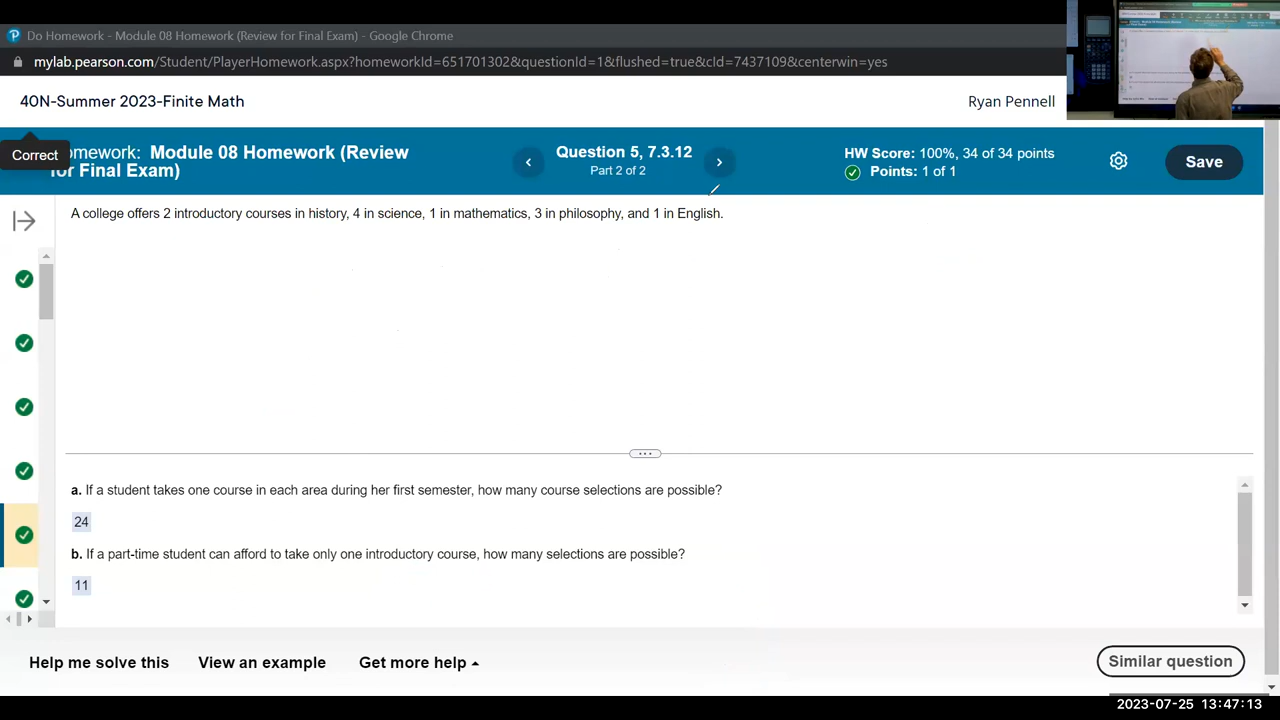 Do Homework - Module 08 Homework (Review for Final Exam) - Google C
mylab.pearson.com/Student/PlayerHomework.aspx?homeworkId=651701302&questionId=1&flushed=true&cId=7437109&centerwin=yes
40N-Summer 2023-Finite Math
Ryan Pennell
Correct
omework: Module 08 Homework (Review
or Final Exam)
Question 5, 7.3.12
Part 2 of 2
HW Score: 100%, 34 of 34 points
Points: 1 of 1
Save
A college offers 2 introductory courses in history, 4 in science, 1 in mathematics, 3 in philosophy, and 1 in English.
a. If a student takes one course in each area during her first semester, how many course selections are possible?
24
b. If a part-time student can afford to take only one introductory course, how many selections are possible?
11
Help me solve this
View an example
Get more help
Similar question
2023-07-25 13:47:13